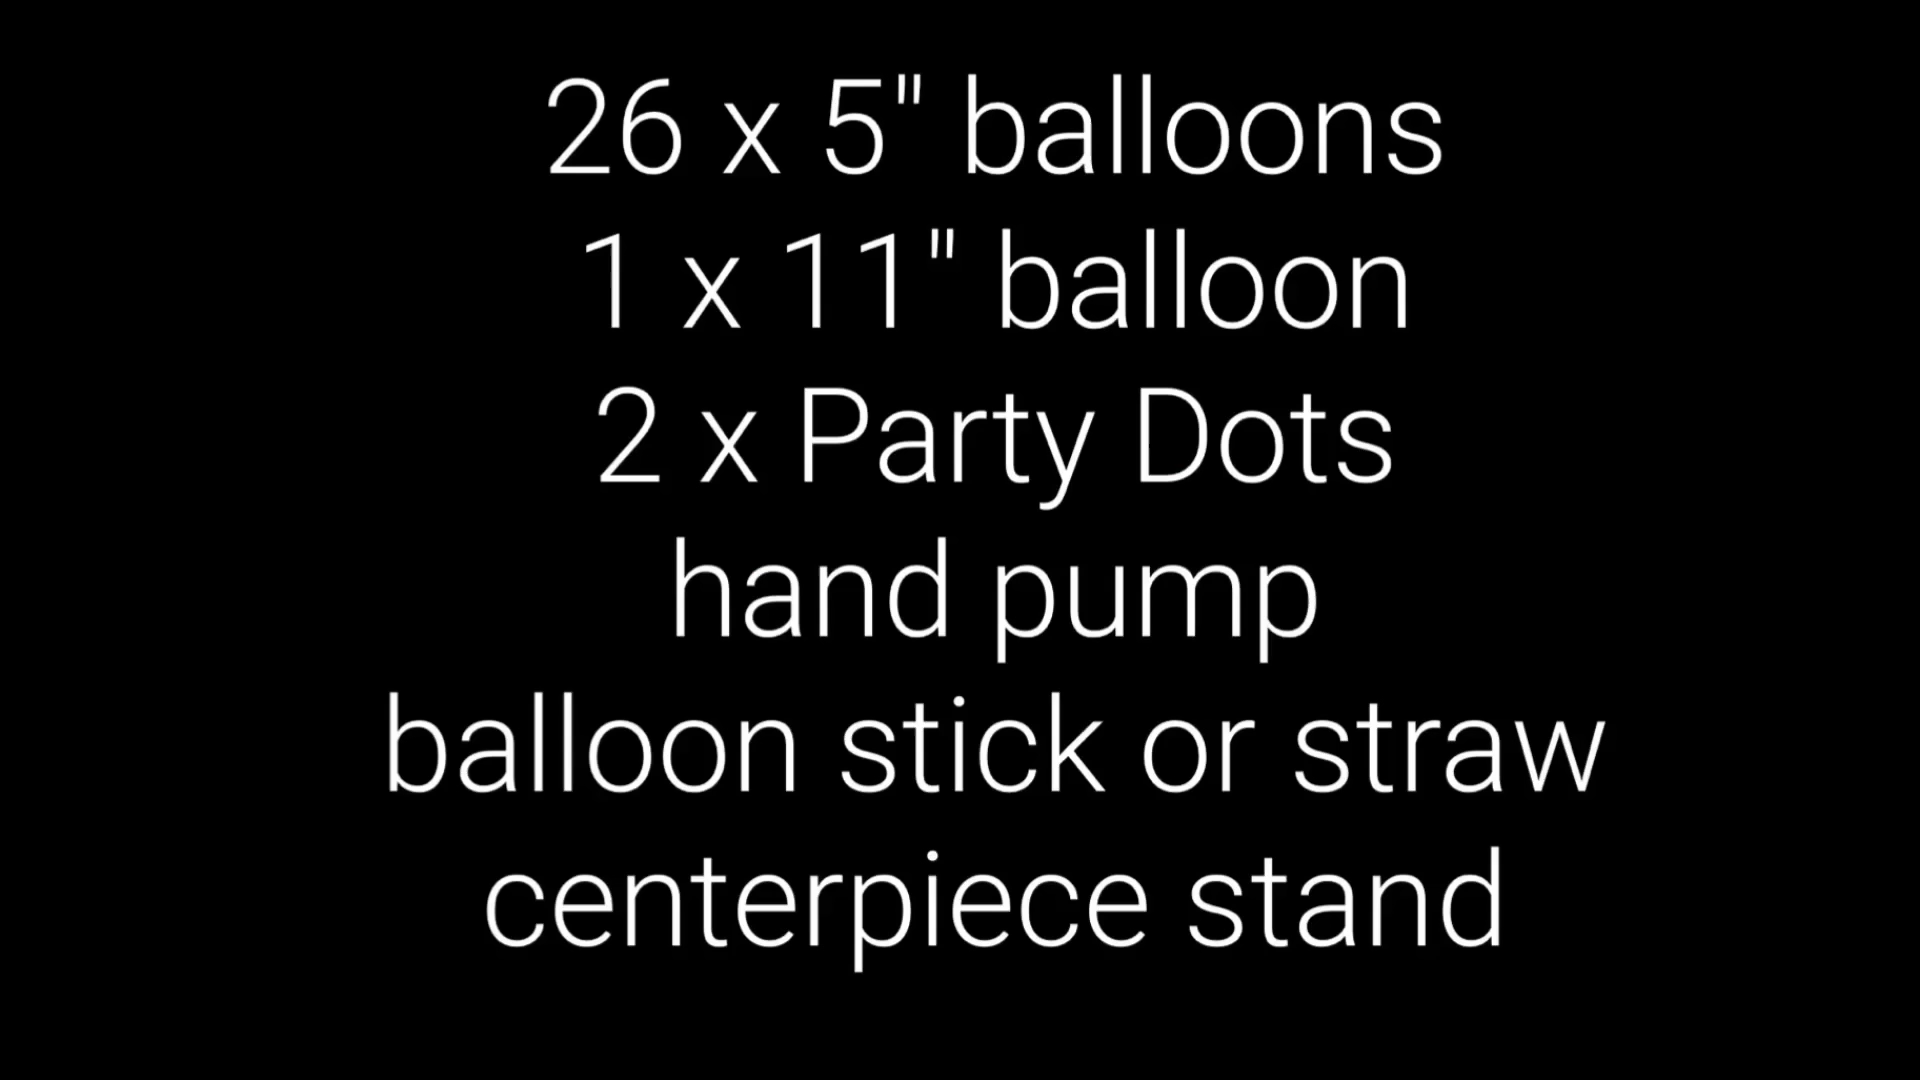 26 x 5" balloons
1 x 11" balloon
2 x Party Dots
hand pump
balloon stick or straw
centerpiece stand